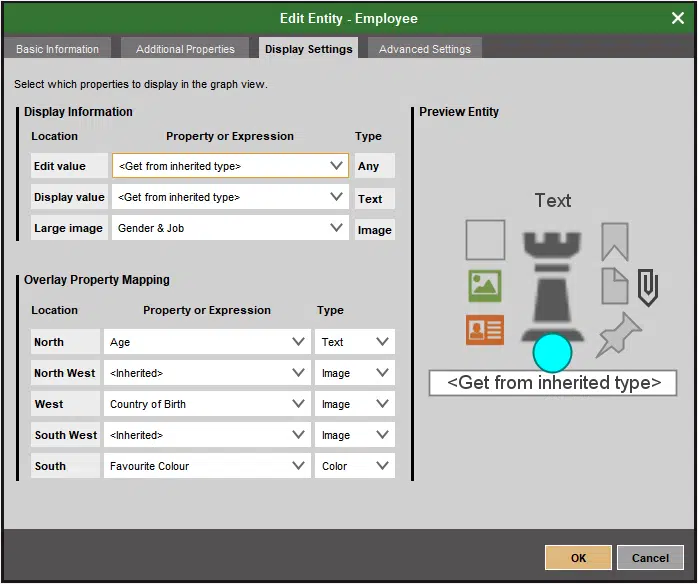 Edit Entity - Employee
Basic Information
Additional Properties
Display Settings
Advanced Settings
Select which properties to display in the graph view.
Display Information
Location Property or Expression Type
Edit value <Get from inherited type> Any
Display value <Get from inherited type> Text
Large image Gender & Job Image
Overlay Property Mapping
Location Property or Expression Type
North Age Text
North West <Inherited> Image
West Country of Birth Image
South West <Inherited> Image
South Favourite Colour Color
Preview Entity
Text
<Get from inherited type>
OK
Cancel